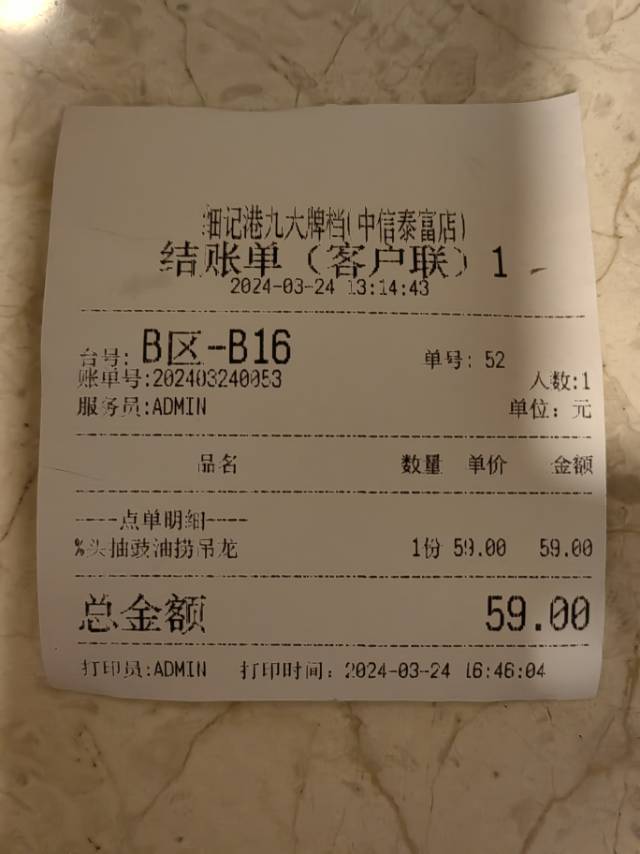 细记港九大牌档(中信泰富店)
结账单（客户联）1
2024-03-24 13:14:43
台号: B区-B16 单号: 52
账单号:202403240053 人数:1
服务员:ADMIN 单位: 元
品名 数量 单价 金额
----点单明细----
%头抽豉油捞吊龙 1份 59.00 59.00
总金额 59.00
打印员:ADMIN 打印时间: 2024-03-24 16:46:04